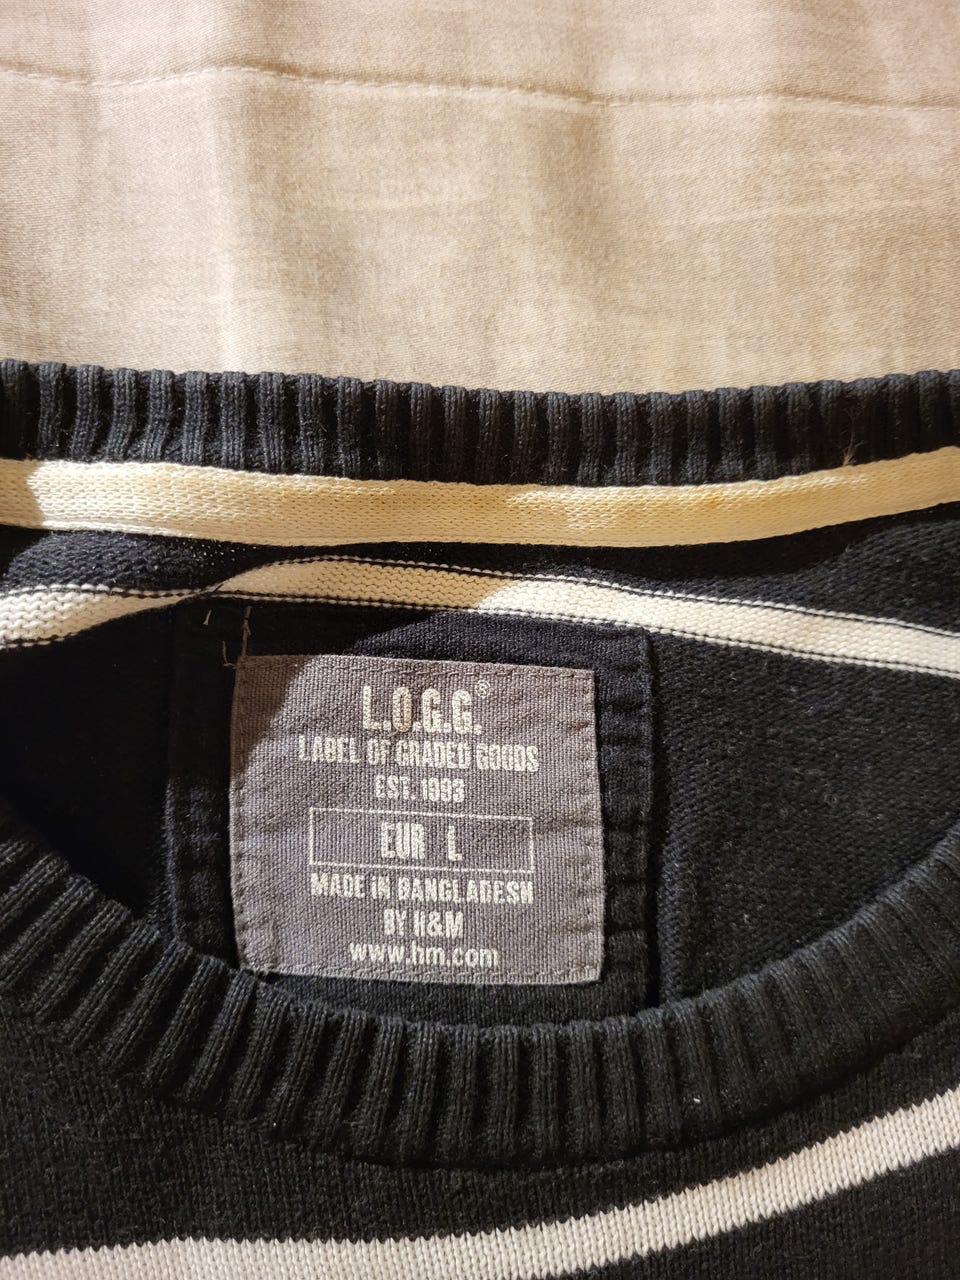 L.O.G.G.®
LABEL OF GRADED GOODS
EST. 1993
EUR L
MADE IN BANGLADESH
BY H&M
www.hm.com